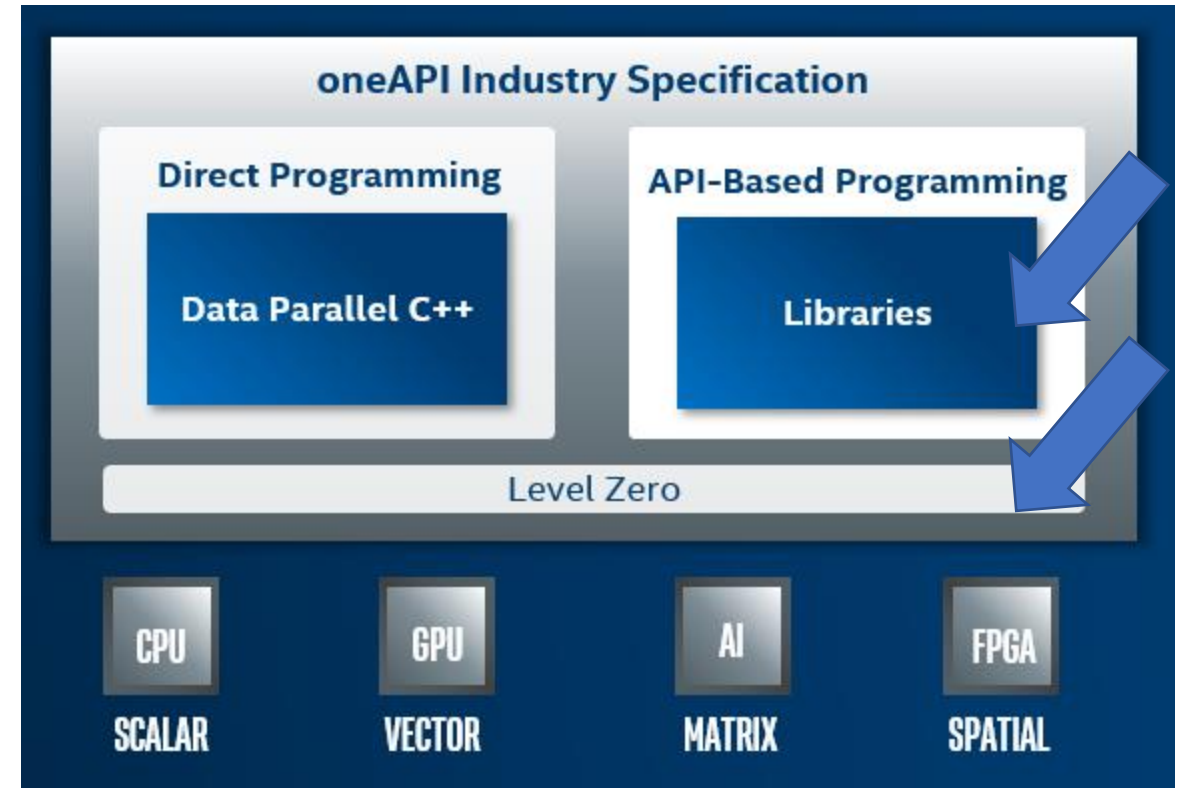 oneAPI Industry Specification
Direct Programming
API-Based Programming
Data Parallel C++
Libraries
Level Zero
CPU
GPU
AI
FPGA
SCALAR
VECTOR
MATRIX
SPATIAL